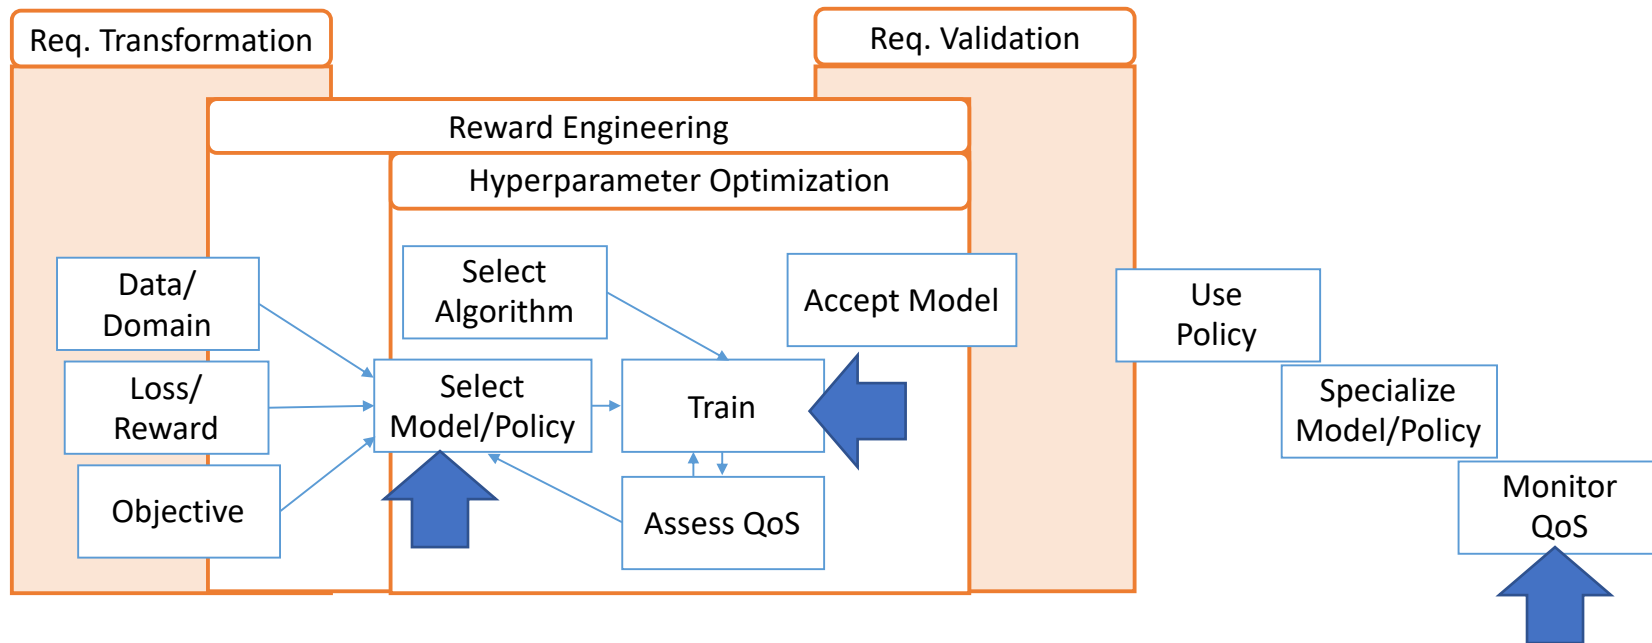 Req. Transformation
Req. Validation
Reward Engineering
Hyperparameter Optimization
Data/
Domain
Loss/
Reward
Objective
Select
Algorithm
Select
Model/Policy
Train
Assess QoS
Accept Model
Use
Policy
Specialize
Model/Policy
Monitor
QoS